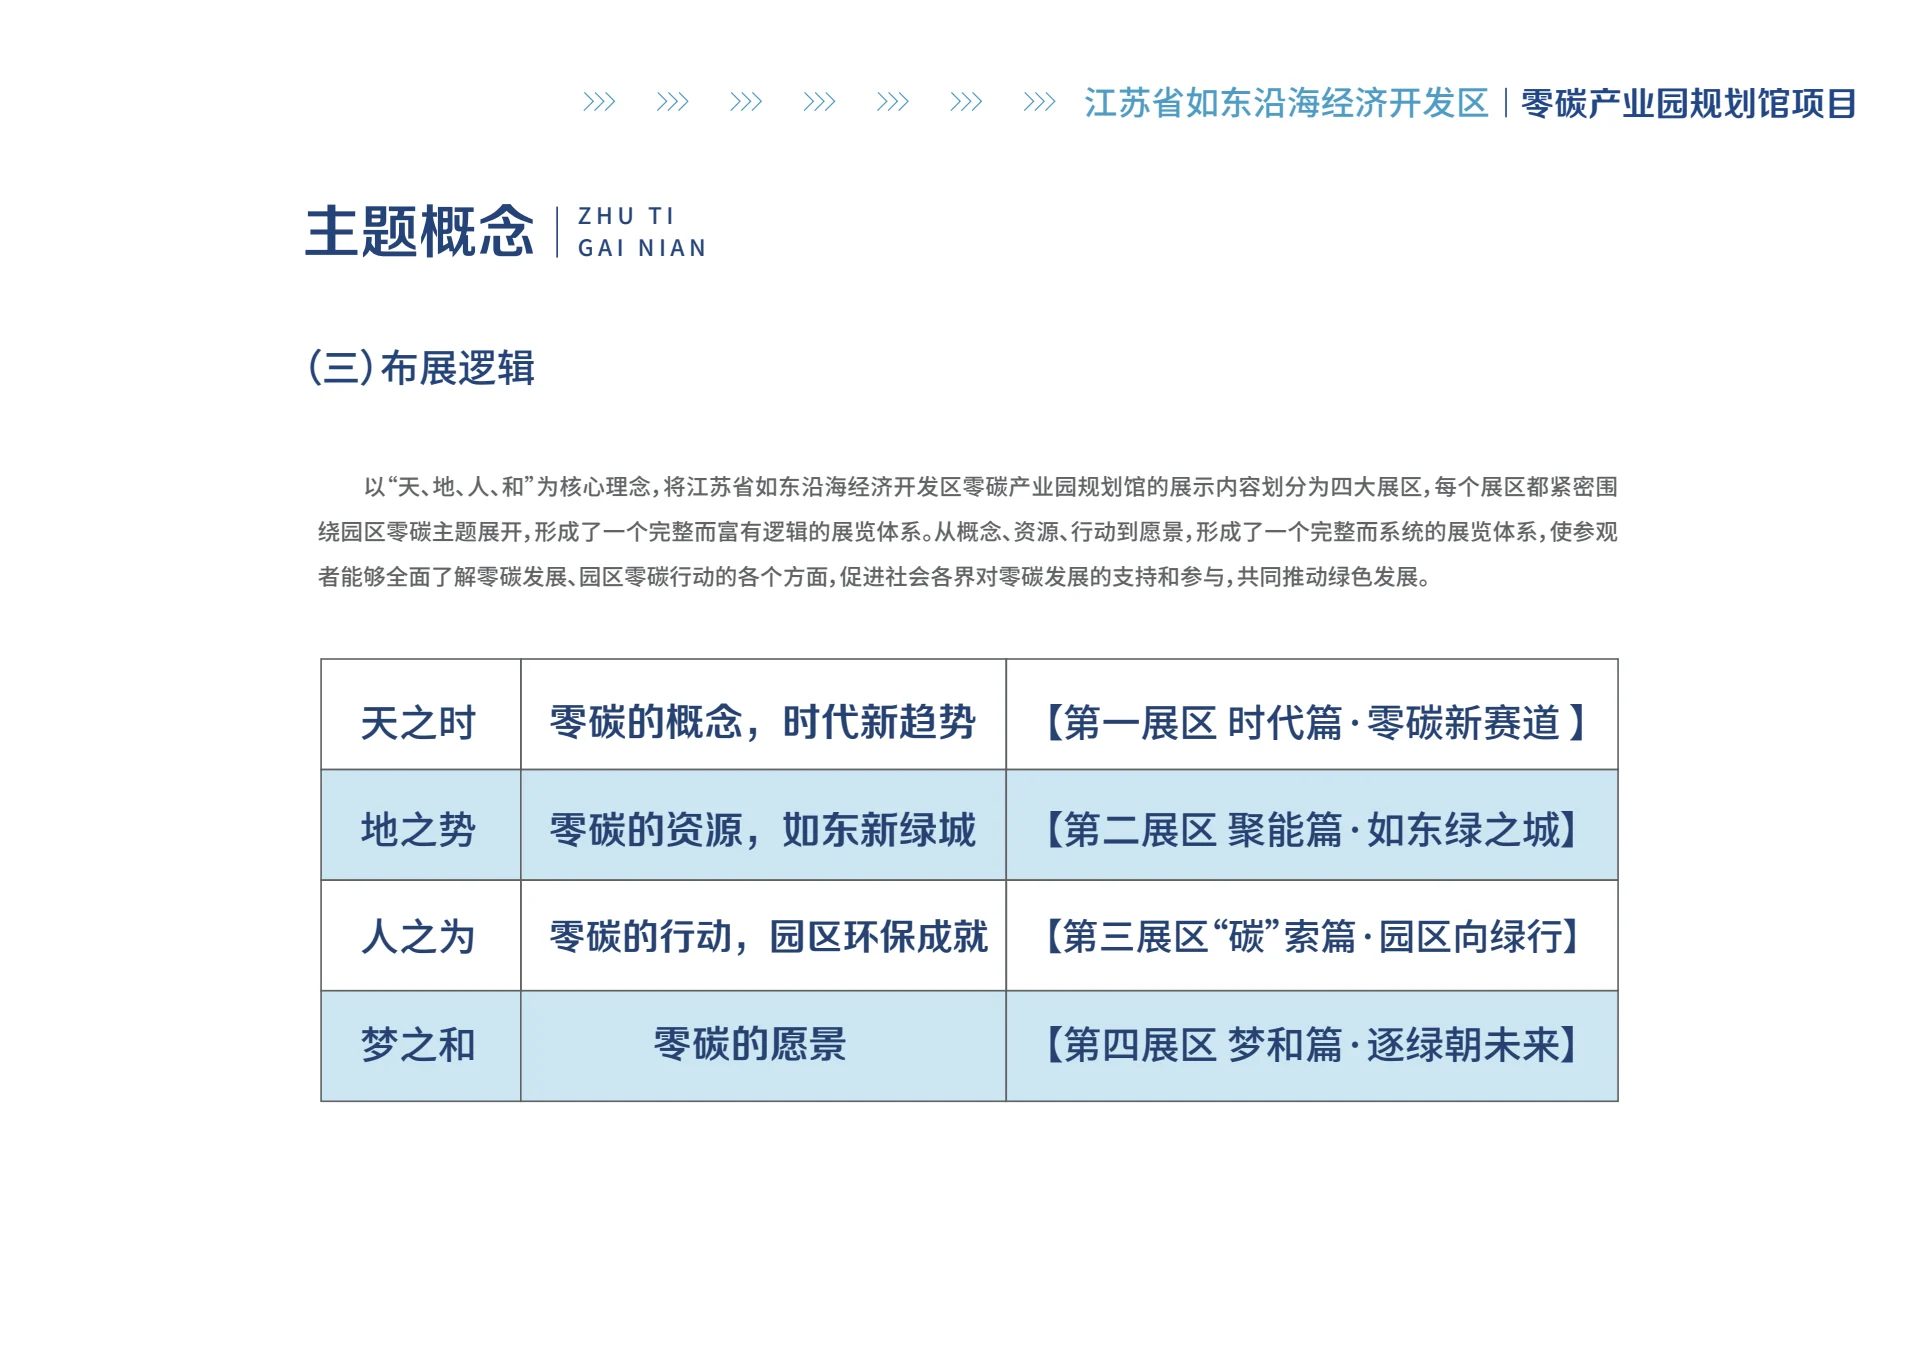 江苏省如东沿海经济开发区|零碳产业园规划馆项目
主题概念
ZHU TI
GAI NIAN
（三）布展逻辑
以“天、地、人、和”为核心理念，将江苏省如东沿海经济开发区零碳产业园规划馆的展示内容划分为四大展区，每个展区都紧密围
绕园区零碳主题展开，形成了一个完整而富有逻辑的展览体系。从概念、资源、行动到愿景，形成了一个完整而系统的展览体系，使参观
者能够全面了解零碳发展、园区零碳行动的各个方面，促进社会各界对零碳发展的支持和参与，共同推动绿色发展。
天之时 零碳的概念，时代新趋势 【第一展区 时代篇·零碳新赛道 】
地之势 零碳的资源，如东新绿城 【第二展区 聚能篇·如东绿之城】
人之为 零碳的行动，园区环保成就 【第三展区“碳”索篇·园区向绿行】
梦之和 零碳的愿景 【第四展区 梦和篇·逐绿朝未来】